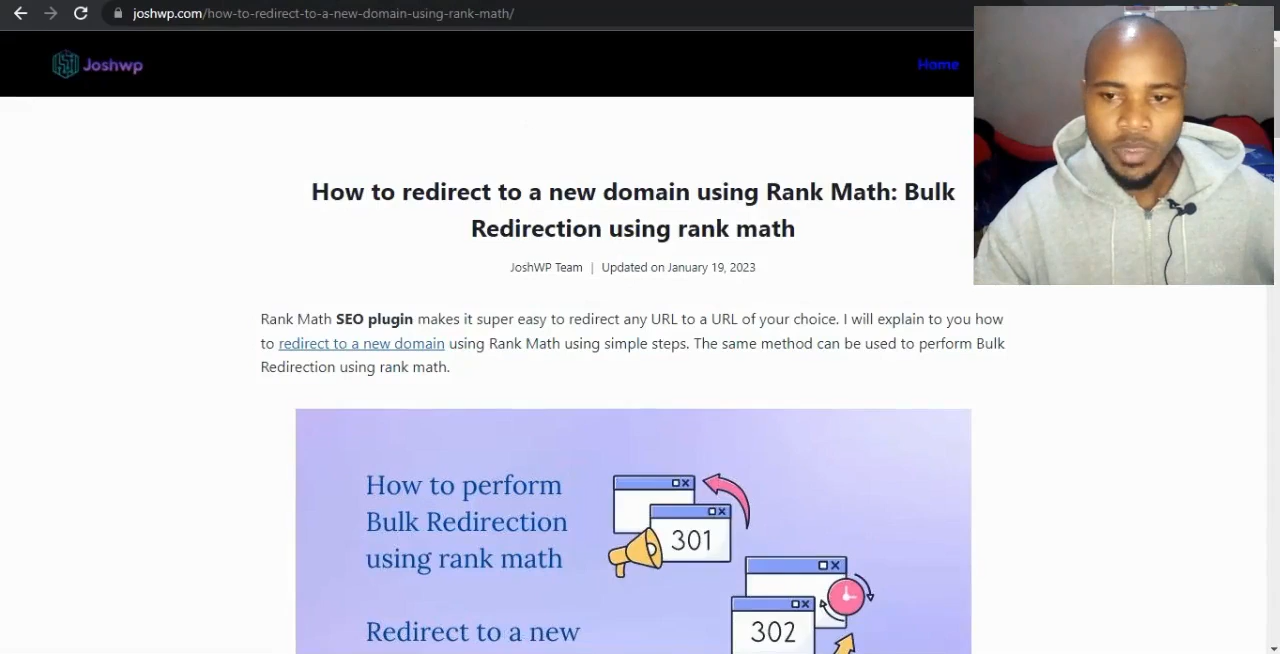 joshwp.com/how-to-redirect-to-a-new-domain-using-rank-math/
Joshwp
Home
How to redirect to a new domain using Rank Math: Bulk
Redirection using rank math
JoshWP Team | Updated on January 19, 2023
Rank Math SEO plugin makes it super easy to redirect any URL to a URL of your choice. I will explain to you how
to redirect to a new domain using Rank Math using simple steps. The same method can be used to perform Bulk
Redirection using rank math.
How to perform
Bulk Redirection
using rank math
301
Redirect to a new
302